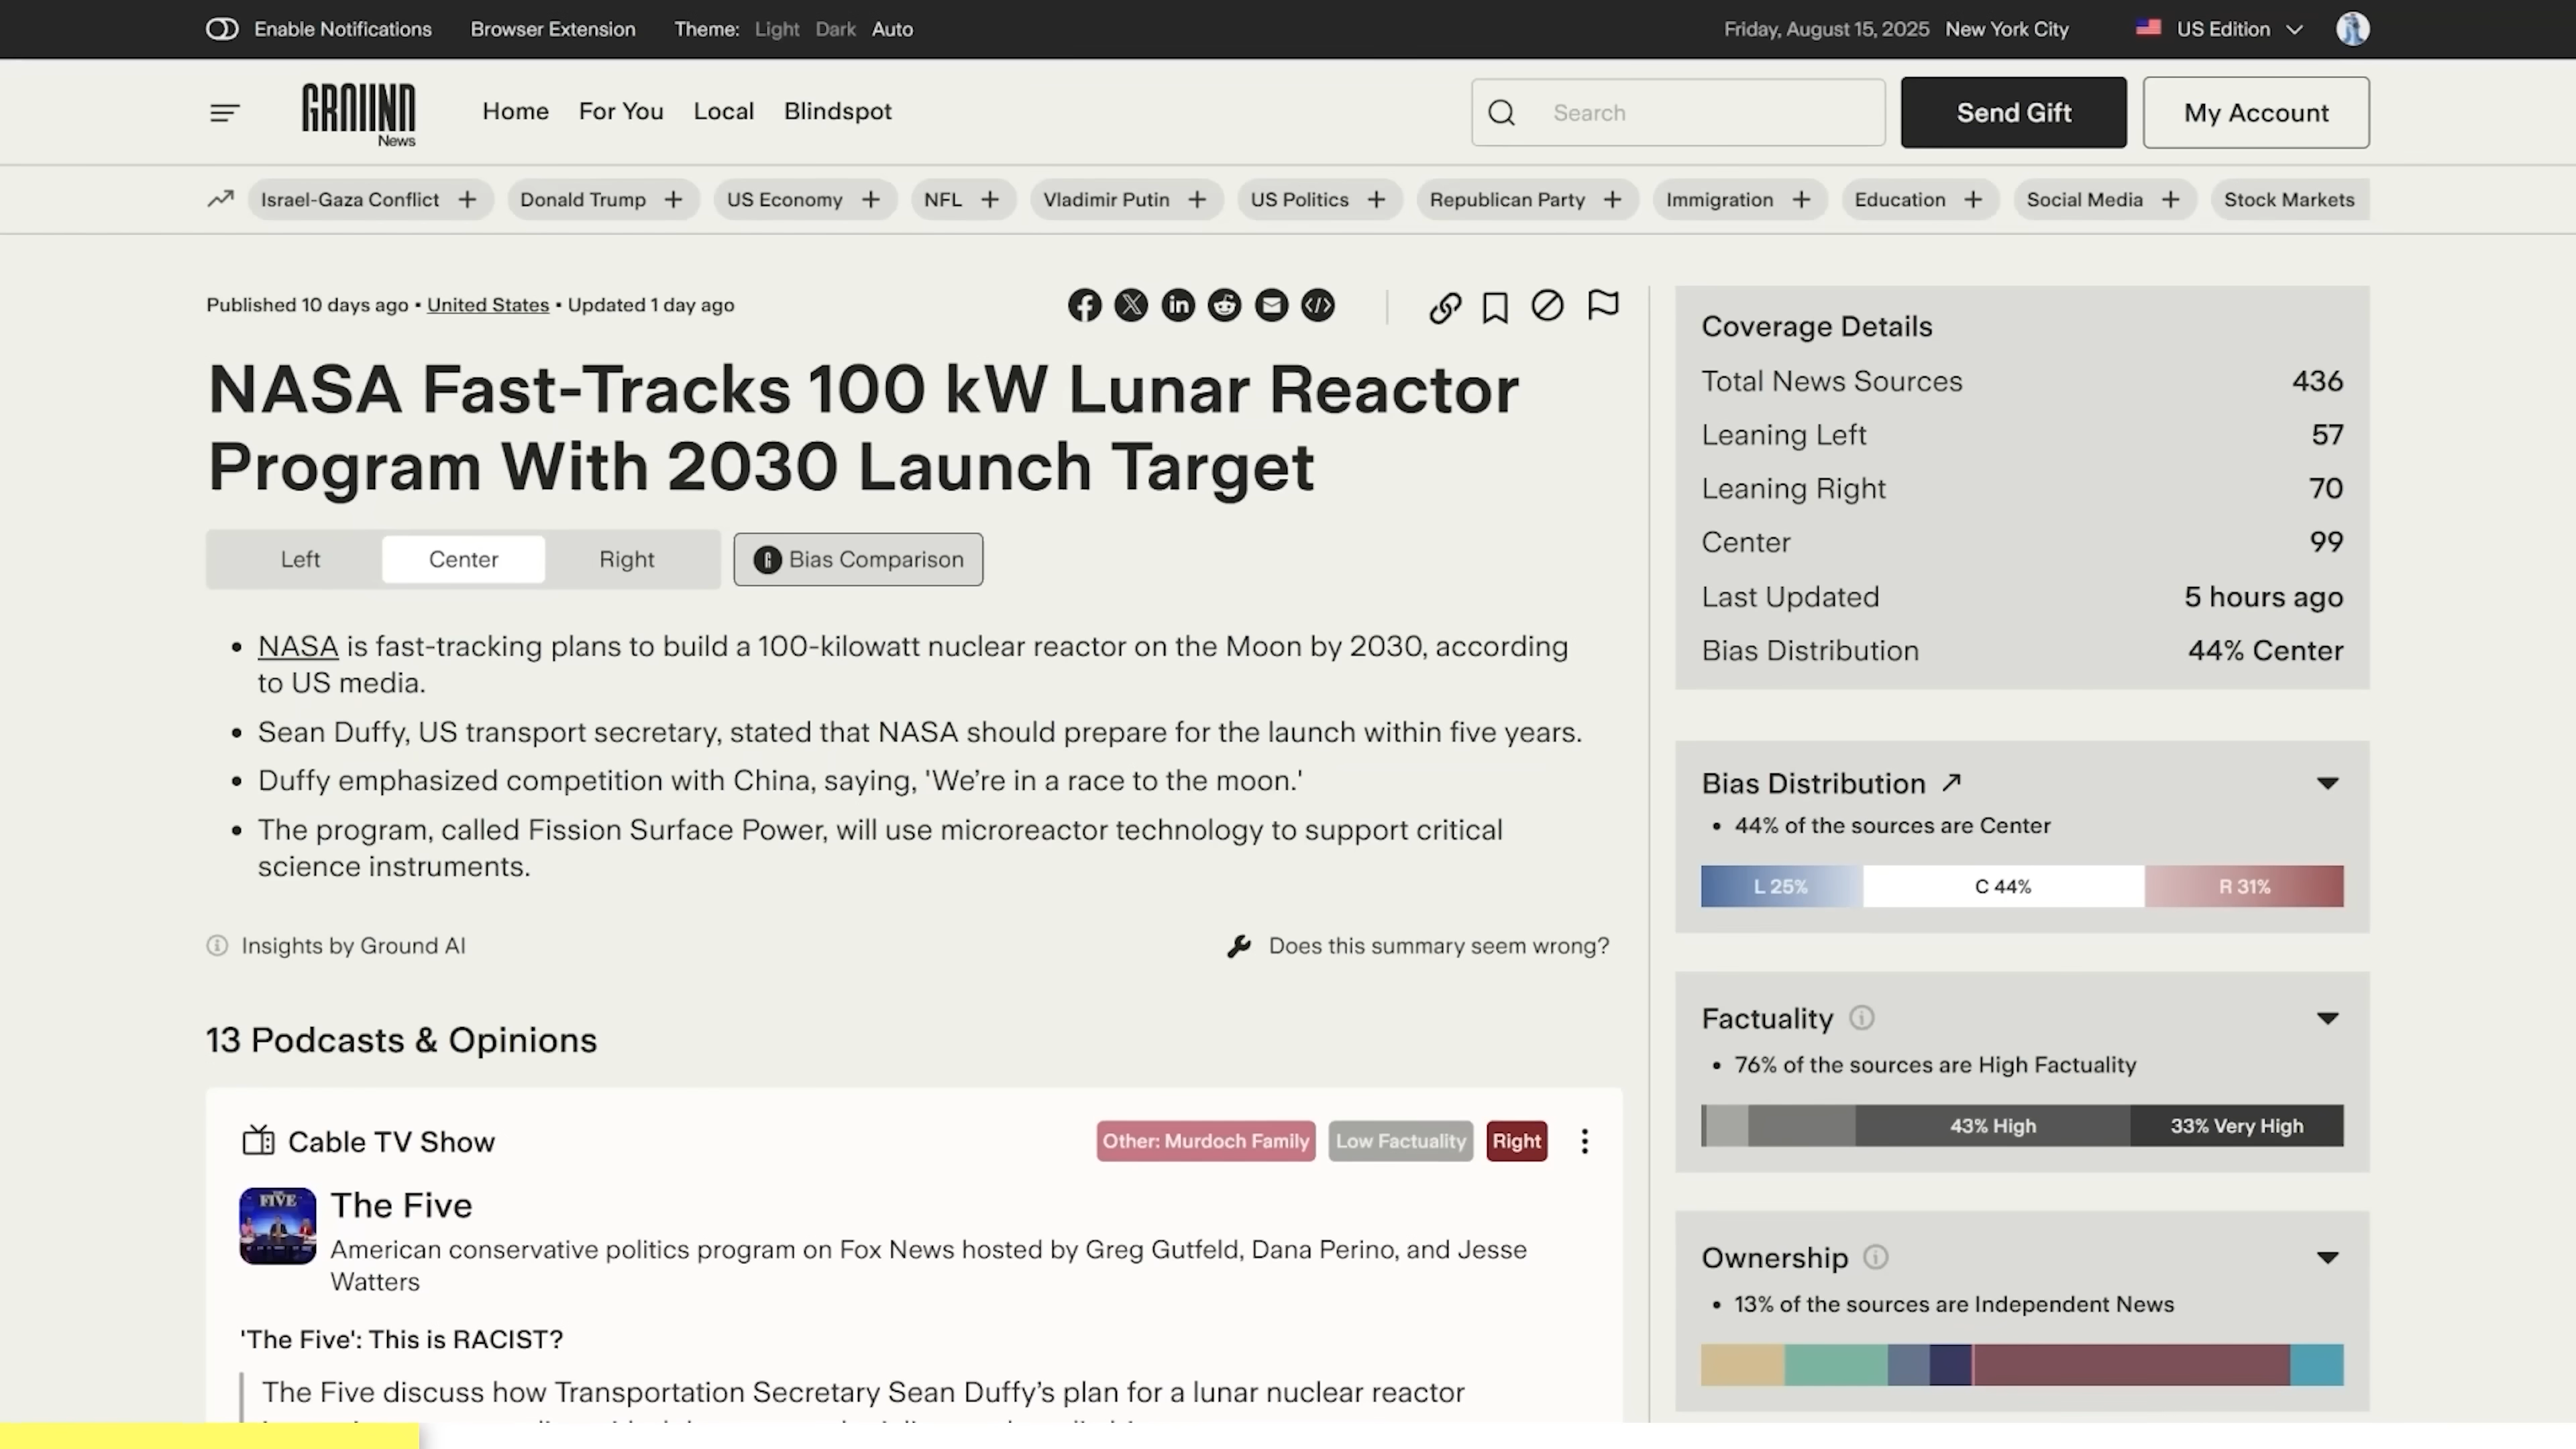 Enable Notifications Browser Extension Theme: Light Dark Auto Friday, August 15, 2025 New York City US Edition
GROUND News Home For You Local Blindspot Search Send Gift My Account
Israel-Gaza Conflict + Donald Trump + US Economy + NFL + Vladimir Putin + US Politics + Republican Party + Immigration + Education + Social Media + Stock Markets
Published 10 days ago • United States • Updated 1 day ago
NASA Fast-Tracks 100 kW Lunar Reactor
Program With 2030 Launch Target
Left Center Right Bias Comparison
• NASA is fast-tracking plans to build a 100-kilowatt nuclear reactor on the Moon by 2030, according
to US media.
• Sean Duffy, US transport secretary, stated that NASA should prepare for the launch within five years.
• Duffy emphasized competition with China, saying, 'We're in a race to the moon.'
• The program, called Fission Surface Power, will use microreactor technology to support critical
science instruments.
Insights by Ground AI Does this summary seem wrong?
13 Podcasts & Opinions
Cable TV Show Other: Murdoch Family Low Factuality Right
THE FIVE
The Five
American conservative politics program on Fox News hosted by Greg Gutfeld, Dana Perino, and Jesse
Watters
'The Five': This is RACIST?
The Five discuss how Transportation Secretary Sean Duffy's plan for a lunar nuclear reactor
Coverage Details
Total News Sources 436
Leaning Left 57
Leaning Right 70
Center 99
Last Updated 5 hours ago
Bias Distribution 44% Center
Bias Distribution
• 44% of the sources are Center
L 25% C 44% R 31%
Factuality
• 76% of the sources are High Factuality
43% High 33% Very High
Ownership
• 13% of the sources are Independent News